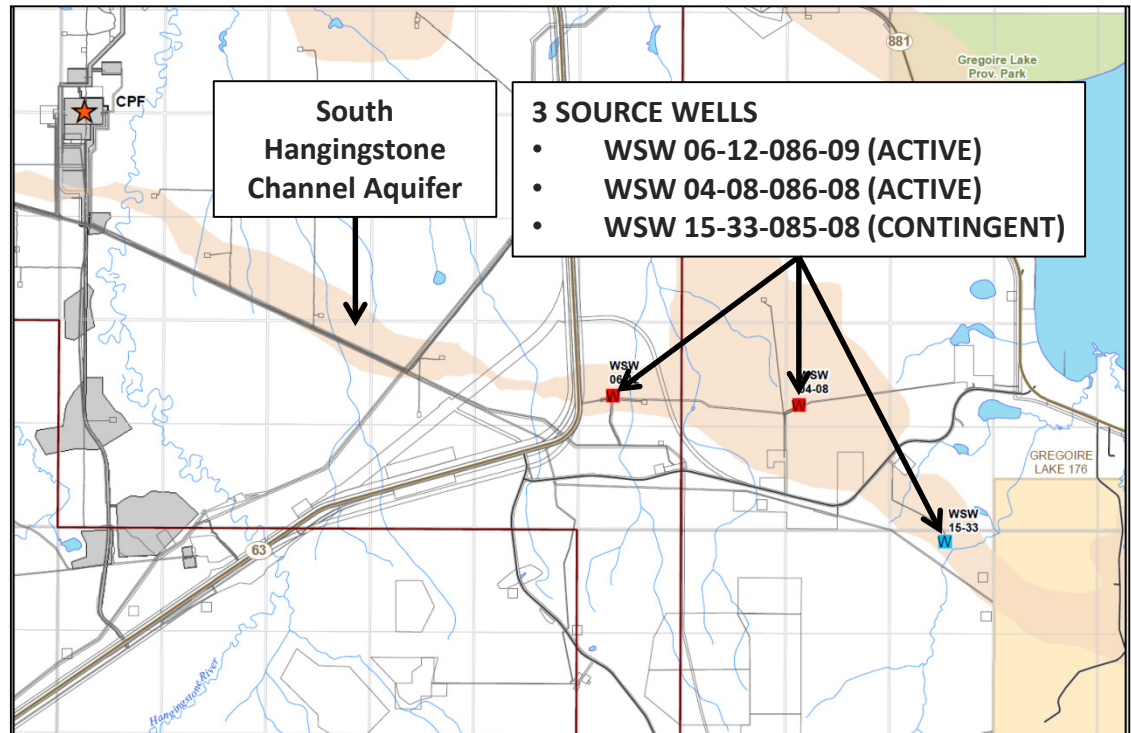 881
Gregoire Lake
Prov. Park
CPF
South
Hangingstone
Channel Aquifer
3 SOURCE WELLS
• WSW 06-12-086-09 (ACTIVE)
• WSW 04-08-086-08 (ACTIVE)
• WSW 15-33-085-08 (CONTINGENT)
WSW
W
WSW
04-08
W
GREGOIRE
LAKE 176
WSW
15-33
W
63
Hangingstone River